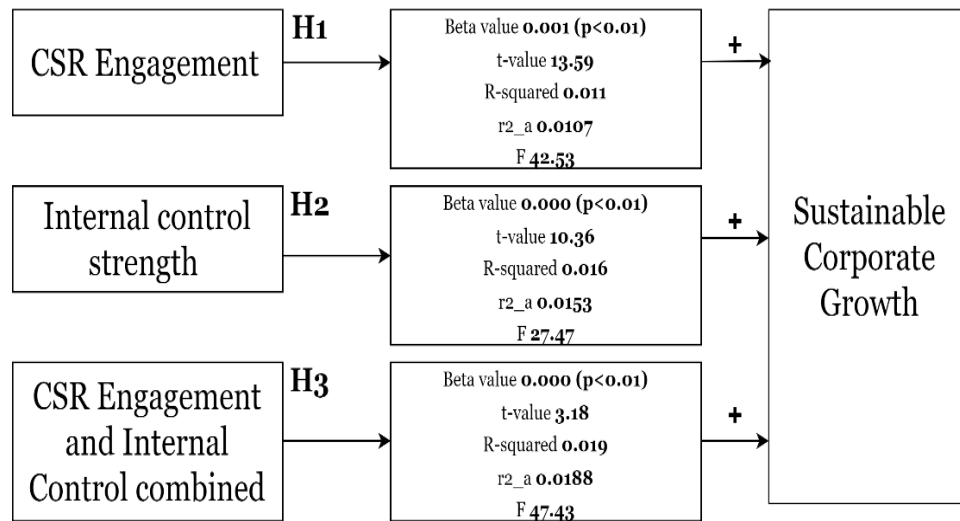 CSR Engagement
H1
Beta value 0.001 (p<0.01)
t-value 13.59
R-squared 0.011
r2_a 0.0107
F 42.53
+
Internal control
strength
H2
Beta value 0.000 (p<0.01)
t-value 10.36
R-squared 0.016
r2_a 0.0153
F 27.47
+
CSR Engagement
and Internal
Control combined
H3
Beta value 0.000 (p<0.01)
t-value 3.18
R-squared 0.019
r2_a 0.0188
F 47.43
+
Sustainable
Corporate
Growth